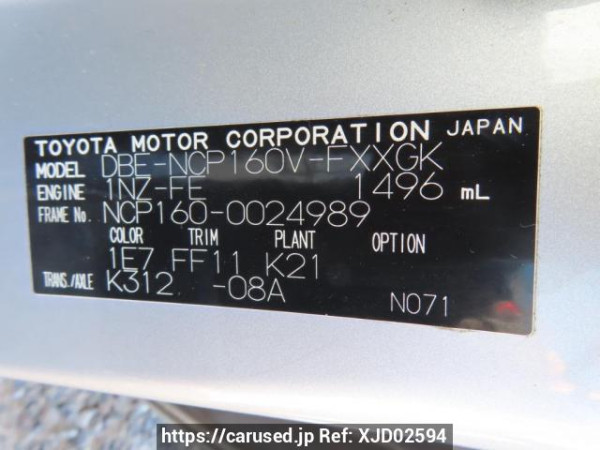 TOYOTA MOTOR CORPORATION JAPAN
MODEL DBE-NCP160V-FXXGK
ENGINE 1NZ-FE 1496 mL
FRAME No. NCP160-0024989
COLOR TRIM PLANT OPTION
1E7 FF11 K21
TRANS./AXLE K312 -08A
N071
https://carused.jp Ref: XJD02594